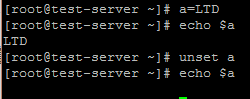 [root@test-server ~]# a=LTD
[root@test-server ~]# echo $a
LTD
[root@test-server ~]# unset a
[root@test-server ~]# echo $a